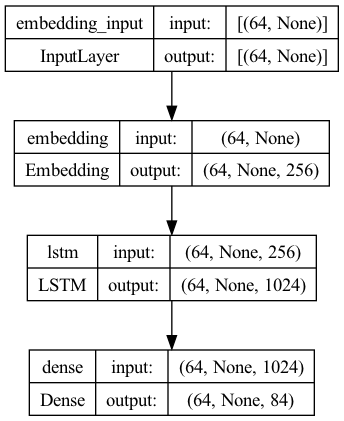 embedding_input input: [(64, None)]
InputLayer output: [(64, None)]
embedding input: (64, None)
Embedding output: (64, None, 256)
lstm input: (64, None, 256)
LSTM output: (64, None, 1024)
dense input: (64, None, 1024)
Dense output: (64, None, 84)